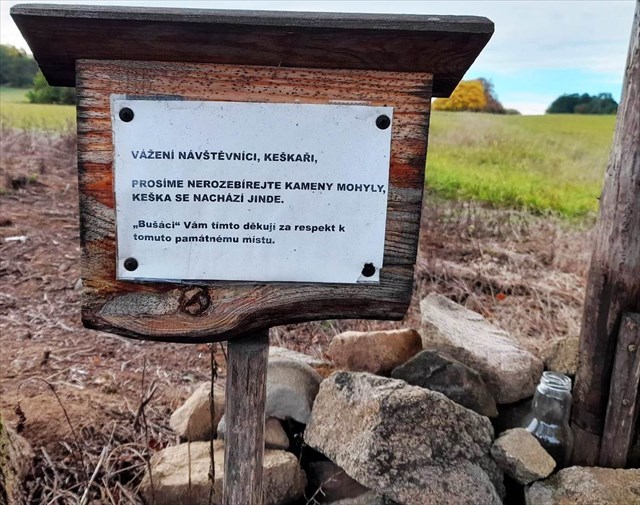 VÁŽENÍ NÁVŠTĚVNÍCI, KEŠKAŘI,
PROSÍME NEROZEBÍREJTE KAMENY MOHYLY,
KEŠKA SE NACHÁZÍ JINDE.
„Bušáci“ Vám tímto děkují za respekt k
tomuto památnému místu.